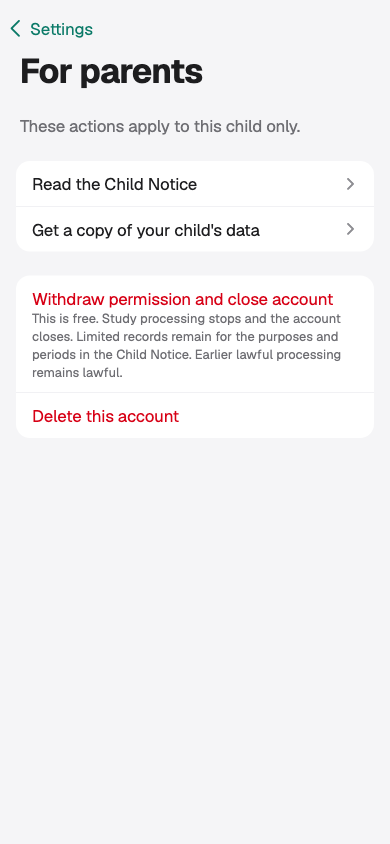 Settings
For parents
These actions apply to this child only.
Read the Child Notice
Get a copy of your child's data
Withdraw permission and close account
This is free. Study processing stops and the account
closes. Limited records remain for the purposes and
periods in the Child Notice. Earlier lawful processing
remains lawful.
Delete this account